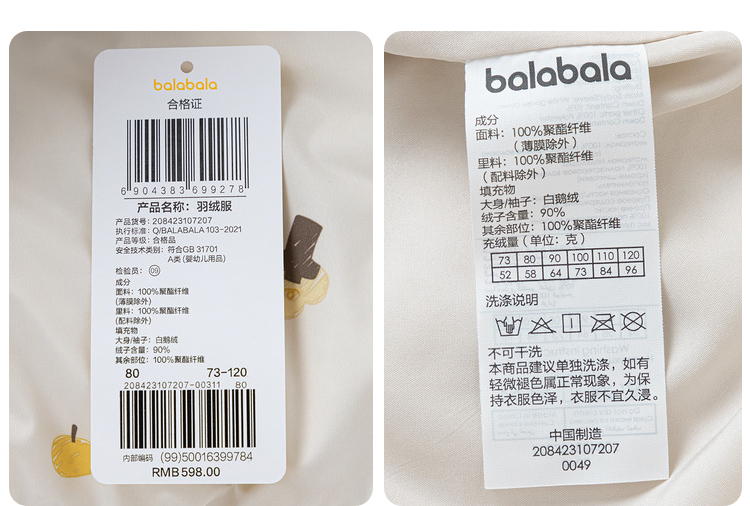 balabala
合格证
6 904383 699278
产品名称：羽绒服
产品货号：208423107207
执行标准：Q/BALABALA 103-2021
产品等级：合格品
安全技术类别：符合GB 31701
A类 (婴幼儿用品)
检验员：09
成分
面料：100%聚酯纤维
(薄膜除外)
里料：100%聚酯纤维
(配料除外)
填充物
大身/袖子：白鹅绒
绒子含量：90%
其余部位：100%聚酯纤维
80 73-120
208423107207-00311 80
内部编码 (99)50016399784
RMB 598.00
balabala
成分
面料：100%聚酯纤维
（薄膜除外）
里料：100%聚酯纤维
（配料除外）
填充物
大身/袖子：白鹅绒
绒子含量：90%
其余部位：100%聚酯纤维
充绒量（单位：克）
73 80 90 100 110 120
52 58 64 73 84 96
洗涤说明
不可干洗
本商品建议单独洗涤，如有
轻微褪色属正常现象，为保
持衣服色泽，衣服不宜久浸。
中国制造
208423107207
0049